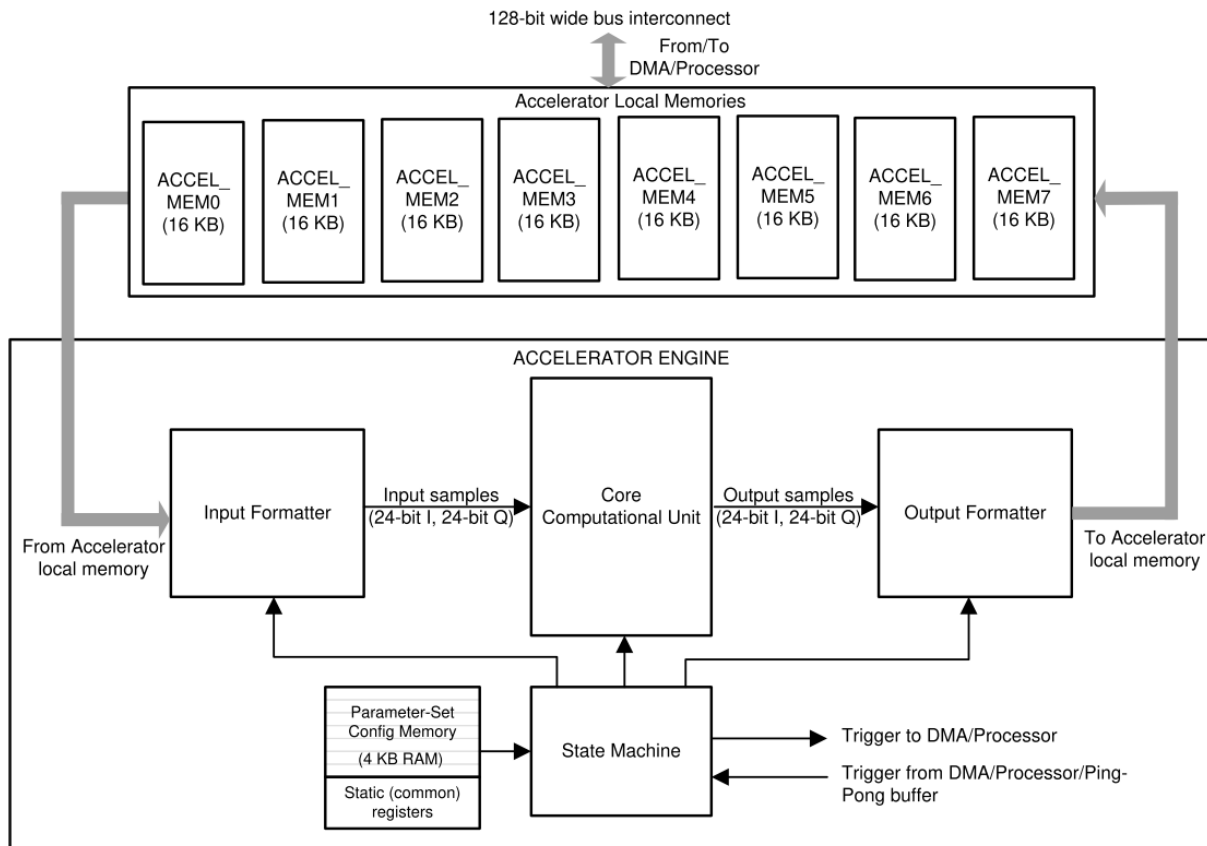 128-bit wide bus interconnect
From/To
DMA/Processor
Accelerator Local Memories
ACCEL_
MEM0
(16 KB)
ACCEL_
MEM1
(16 KB)
ACCEL_
MEM2
(16 KB)
ACCEL_
MEM3
(16 KB)
ACCEL_
MEM4
(16 KB)
ACCEL_
MEM5
(16 KB)
ACCEL_
MEM6
(16 KB)
ACCEL_
MEM7
(16 KB)
ACCELERATOR ENGINE
From Accelerator
local memory
Input Formatter
Input samples
(24-bit I, 24-bit Q)
Core
Computational Unit
Output samples
(24-bit I, 24-bit Q)
Output Formatter
To Accelerator
local memory
Parameter-Set
Config Memory
(4 KB RAM)
Static (common)
registers
State Machine
Trigger to DMA/Processor
Trigger from DMA/Processor/Ping-
Pong buffer